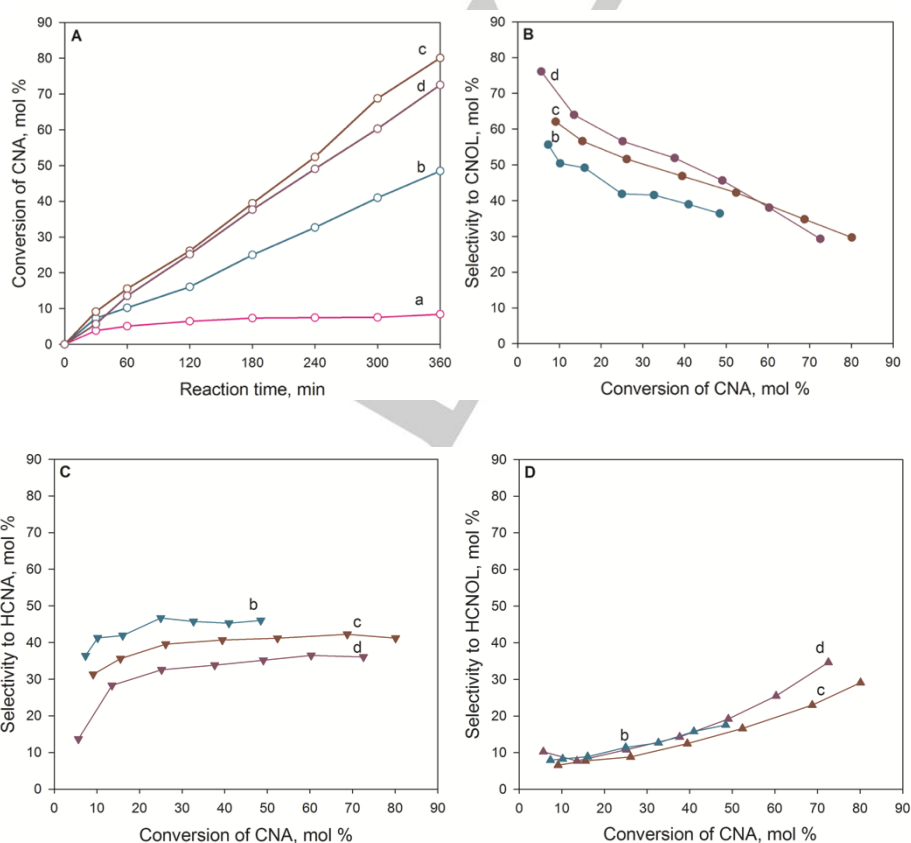 A
Conversion of CNA, mol %
90
80
70
60
50
40
30
20
10
0
c
d
b
a
0 60 120 180 240 300 360
Reaction time, min
B
Selectivity to CNOL, mol %
90
80
70
60
50
40
30
20
10
0
d
c
b
0 10 20 30 40 50 60 70 80 90
Conversion of CNA, mol %
C
Selectivity to HCNA, mol %
90
80
70
60
50
40
30
20
10
0
b
c
d
0 10 20 30 40 50 60 70 80 90
Conversion of CNA, mol %
D
Selectivity to HCNOL, mol %
90
80
70
60
50
40
30
20
10
0
d
c
b
0 10 20 30 40 50 60 70 80 90
Conversion of CNA, mol %